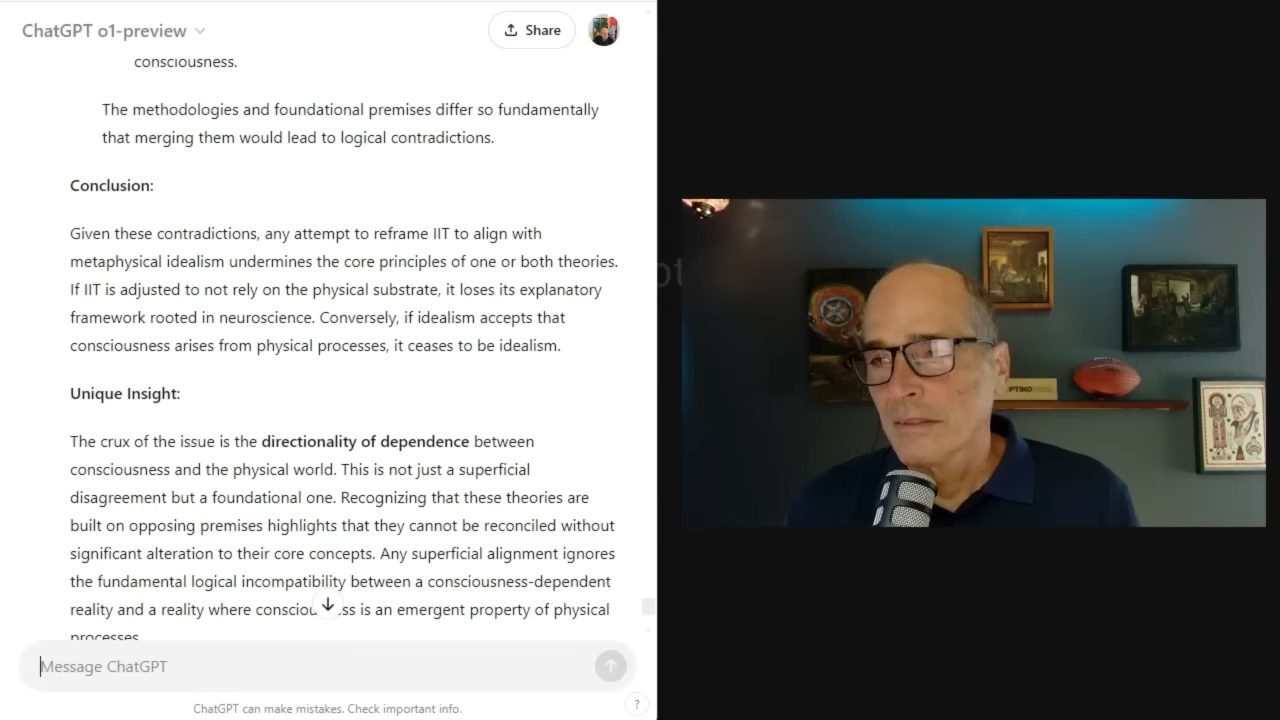 ChatGPT o1-preview
Share
consciousness.
The methodologies and foundational premises differ so fundamentally
that merging them would lead to logical contradictions.
Conclusion:
Given these contradictions, any attempt to reframe IIT to align with
metaphysical idealism undermines the core principles of one or both theories.
If IIT is adjusted to not rely on the physical substrate, it loses its explanatory
framework rooted in neuroscience. Conversely, if idealism accepts that
consciousness arises from physical processes, it ceases to be idealism.
Unique Insight:
The crux of the issue is the directionality of dependence between
consciousness and the physical world. This is not just a superficial
disagreement but a foundational one. Recognizing that these theories are
built on opposing premises highlights that they cannot be reconciled without
significant alteration to their core concepts. Any superficial alignment ignores
the fundamental logical incompatibility between a consciousness-dependent
reality and a reality where is an emergent property of physical
processes.
Message ChatGPT
ChatGPT can make mistakes. Check important info.
?